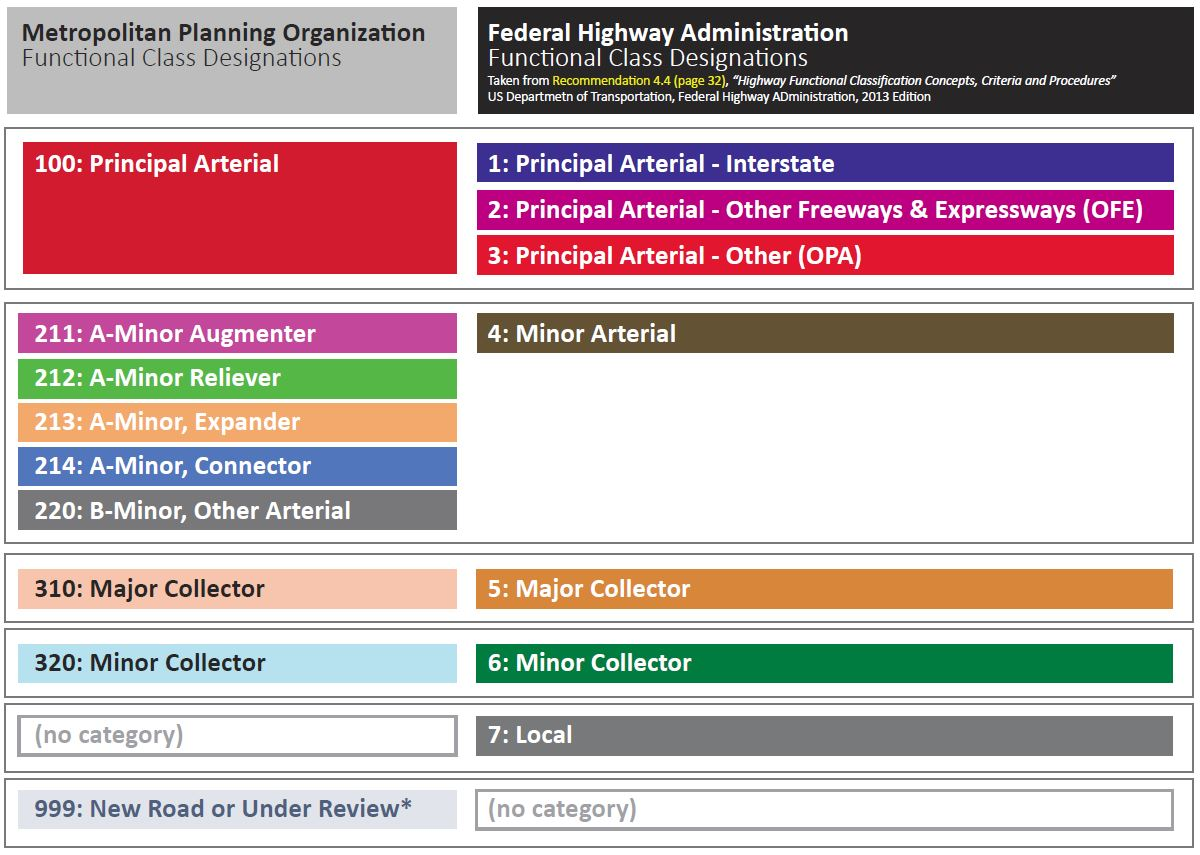 Metropolitan Planning Organization
Functional Class Designations
Federal Highway Administration
Functional Class Designations
Taken from Recommendation 4.4 (page 32), “Highway Functional Classification Concepts, Criteria and Procedures”
US Departmetn of Transportation, Federal Highway ADministration, 2013 Edition
100: Principal Arterial
1: Principal Arterial - Interstate
2: Principal Arterial - Other Freeways & Expressways (OFE)
3: Principal Arterial - Other (OPA)
211: A-Minor Augmenter
212: A-Minor Reliever
213: A-Minor, Expander
214: A-Minor, Connector
220: B-Minor, Other Arterial
4: Minor Arterial
310: Major Collector
5: Major Collector
320: Minor Collector
6: Minor Collector
(no category)
7: Local
999: New Road or Under Review*
(no category)